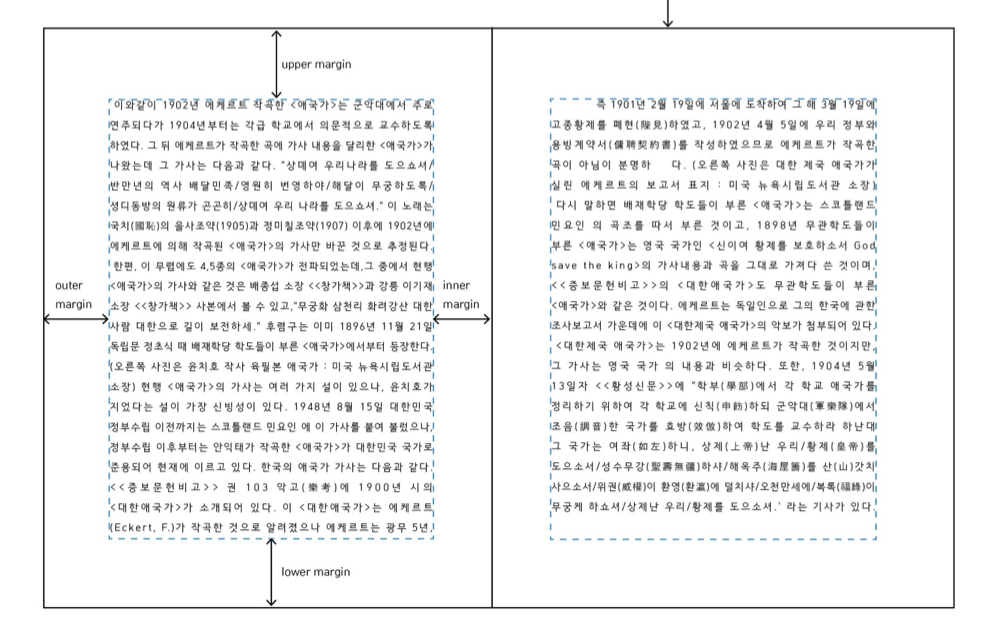 upper margin
이와같이 1902년 에케르트 작곡한 <애국가>는 군악대에서 주로
연주되다가 1904년부터는 각급 학교에서 의문적으로 교수하도록
하였다. 그 뒤 에케르트가 작곡한 곡에 가사 내용을 달리한 <애국가>가
나왔는데 그 가사는 다음과 같다. "상뎨여 우리나라를 도으쇼셔/
반만년의 역사 배달민족/영원히 번영하야/해달이 무궁하도록/
셩디동방의 원류가 곤곤히/상뎨여 우리 나라를 도으쇼셔." 이 노래는
국치(國恥)의 을사조약(1905)과 정미칠조약(1907) 이후에 1902년에
에케르트에 의해 작곡된 <애국가>의 가사만 바꾼 것으로 추정된다.
한편, 이 무렵에도 4,5종의 <애국가>가 전파되었는데,그 중에서 현행
<애국가>의 가사와 같은 것은 배종섭 소장 <<창가책>>과 강릉 이기재
소장 <<창가책>> 사본에서 볼 수 있고,"무궁화 삼천리 화려강산 대한
사람 대한으로 길이 보전하세." 후렴구는 이미 1896년 11월 21일
독립문 정초식 때 배재학당 학도들이 부른 <애국가>에서부터 등장한다.
(오른쪽 사진은 윤치호 작사 육필본 애국가 : 미국 뉴욕시립도서관
소장) 현행 <애국가>의 가사는 여러 가지 설이 있으나, 윤치호가
지었다는 설이 가장 신빙성이 있다. 1948년 8월 15일 대한민국
정부수립 이전까지는 스코틀랜드 민요인 에 이 가사를 붙여 불렀으나,
정부수립 이후부터는 안익태가 작곡한 <애국가>가 대한민국 국가로
준용되어 현재에 이르고 있다. 한국의 애국가 가사는 다음과 같다.
<<증보문헌비고>> 권 103 악고(樂考)에 1900년 시의
<대한애국가>가 소개되어 있다. 이 <대한애국가>는 에케르트
(Eckert, F.)가 작곡한 것으로 알려졌으나 에케르트는 광무 5년,
outer
margin
inner
margin
lower margin
즉 1901년 2월 19일에 서울에 도착하여 그 해 3월 19일에
고종황제를 폐현(陛見)하였고, 1902년 4월 5일에 우리 정부와
용빙계약서(傭聘契約書)를 작성하였으므로 에케르트가 작곡한
곡이 아님이 분명하 다. (오른쪽 사진은 대한 제국 애국가가
실린 에케르트의 보고서 표지 : 미국 뉴욕시립도서관 소장)
다시 말하면 배재학당 학도들이 부른 <애국가>는 스코틀랜드
민요인 의 곡조를 따서 부른 것이고, 1898년 무관학도들이
부른 <애국가>는 영국 국가인 <신이여 황제를 보호하소서 God
save the king>의 가사내용과 곡을 그대로 가져다 쓴 것이며,
<<증보문헌비고>>의 <대한애국가>도 무관학도들이 부른
<애국가>와 같은 것이다. 에케르트는 독일인으로 그의 한국에 관한
조사보고서 가운데에 이 <대한제국 애국가>의 악보가 첨부되어 있다.
<대한제국 애국가>는 1902년에 에케르트가 작곡한 것이지만,
그 가사는 영국 국가 의 내용과 비슷하다. 또한, 1904년 5월
13일자 <<황성신문>>에 "학부(學部)에서 각 학교 애국가를
정리하기 위하여 각 학교에 신칙(申飭)하되 군악대(軍樂隊)에서
조음(調音)한 국가를 효방(效倣)하여 학도를 교수하라 하난대
그 국가는 여좌(如左)하니, 상제(上帝)난 우리/황제(皇帝)를
도으소서/성수무강(聖壽無疆)하샤/해옥주(海屋籌)를 산(山)갓치
사으소서/위권(威權)이 환영(환瀛)에 덜치샤/오천만세에/복록(福綠)이
무궁케 하쇼셔/상제난 우리/황제를 도으소서.' 라는 기사가 있다.